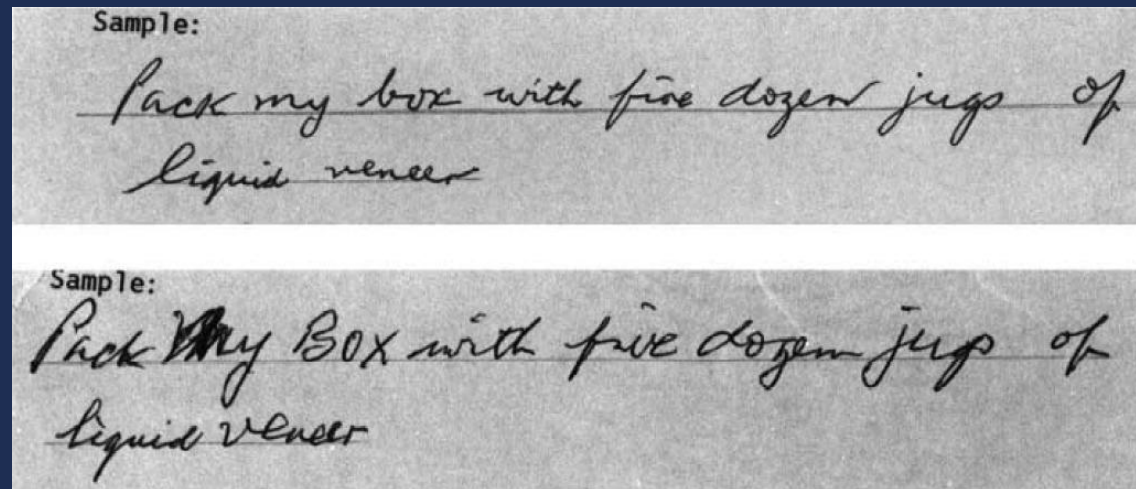 Sample:
Pack my box with five dozen jugs of
liquid veneer
Sample:
Pack My BOX with five dozen jugs of
liquid veneer